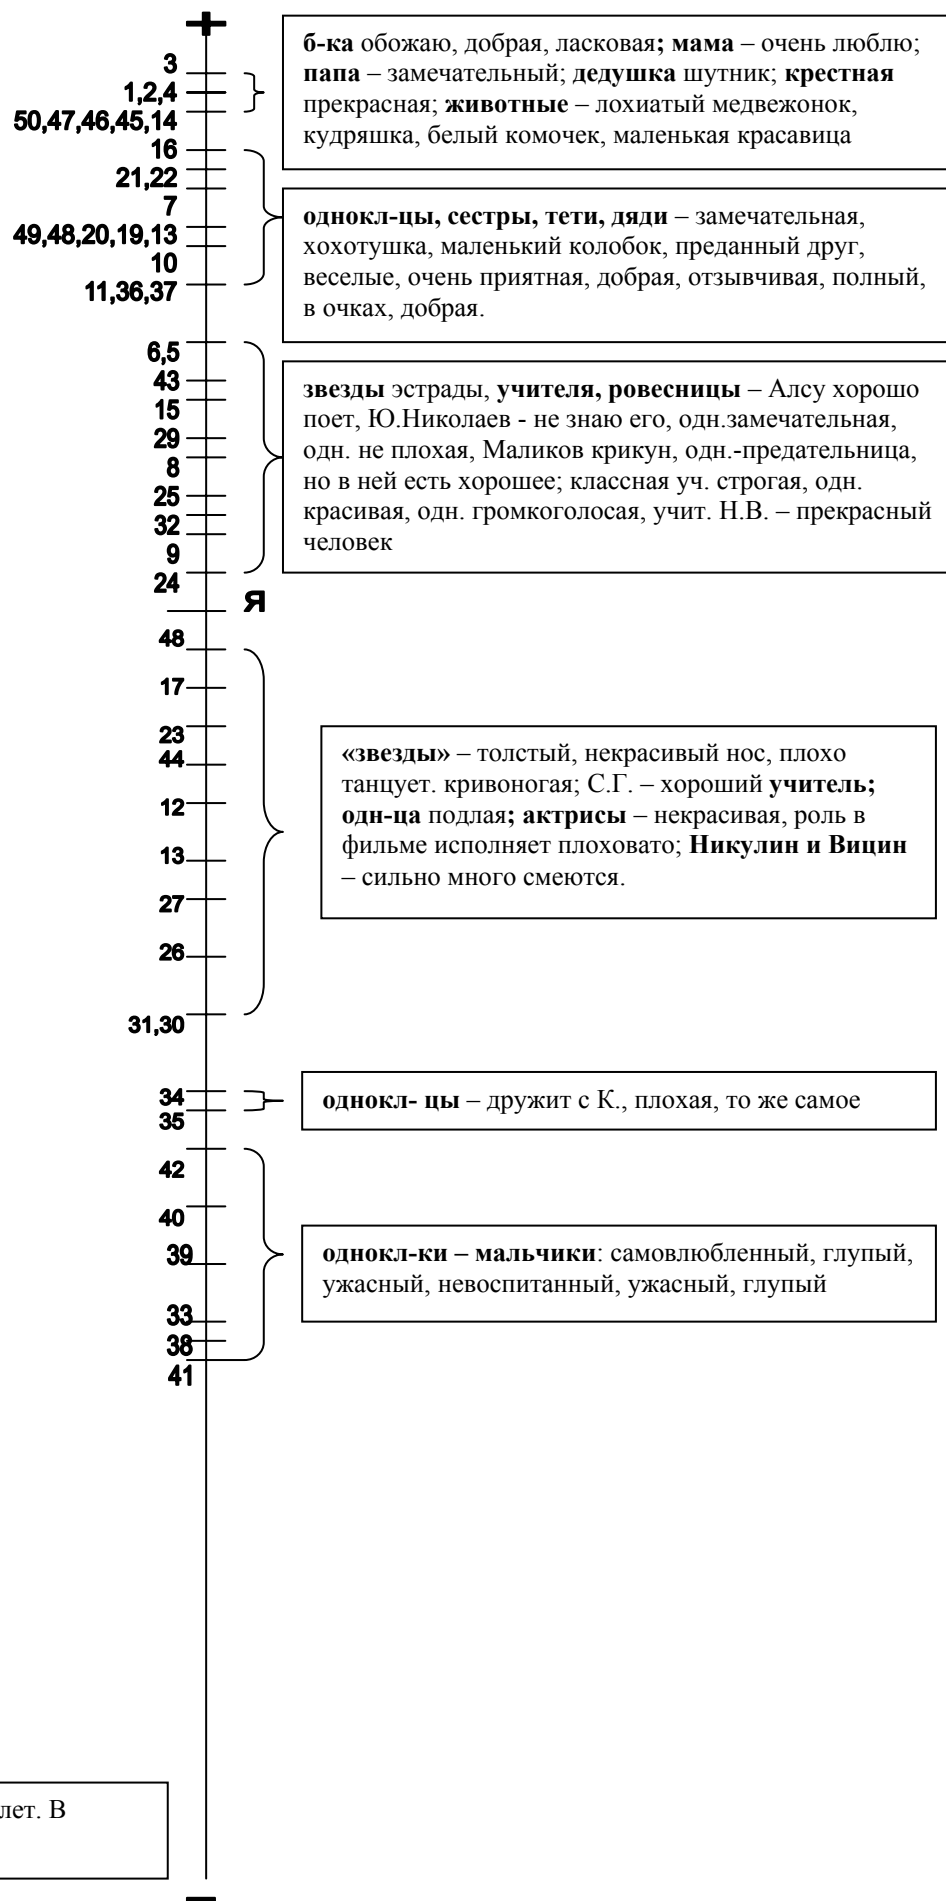 +
3
1,2,4
50,47,46,45,14
16
21,22
7
49,48,20,19,13
10
11,36,37
б-ка обожаю, добрая, ласковая; мама – очень люблю;
папа – замечательный; дедушка шутник; крестная
прекрасная; животные – лохиатый медвежонок,
кудряшка, белый комочек, маленькая красавица
однокл-цы, сестры, тети, дяди – замечательная,
хохотушка, маленький колобок, преданный друг,
веселые, очень приятная, добрая, отзывчивая, полный,
в очках, добрая.
6,5
43
15
29
8
25
32
9
24
звезды эстрады, учителя, ровесницы – Алсу хорошо
поет, Ю.Николаев - не знаю его, одн.замечательная,
одн. не плохая, Маликов крикун, одн.-предательница,
но в ней есть хорошее; классная уч. строгая, одн.
красивая, одн. громкоголосая, учит. Н.В. – прекрасный
человек
Я
48
17
23
44
12
13
27
26
31,30
«звезды» – толстый, некрасивый нос, плохо
танцует. кривоногая; С.Г. – хороший учитель;
одн-ца подлая; актрисы – некрасивая, роль в
фильме исполняет плоховато; Никулин и Вицин
– сильно много смеются.
34
35
однокл- цы – дружит с К., плохая, то же самое
42
40
39
33
38
41
однокл-ки – мальчики: самовлюбленный, глупый,
ужасный, невоспитанный, ужасный, глупый
лет. В
–